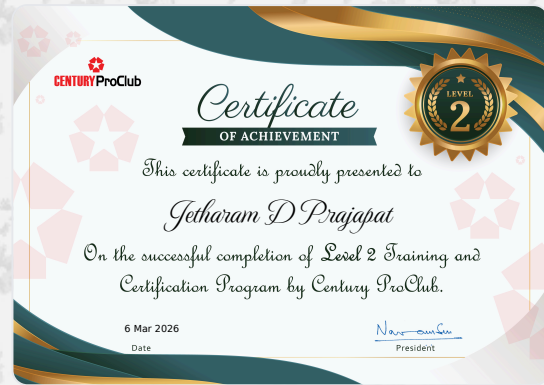 CENTURY ProClub
LEVEL
2
Certificate
OF ACHIEVEMENT
This certificate is proudly presented to
Jetharam D Prajapat
On the successful completion of Level 2 Training and
Certification Program by Century ProClub.
6 Mar 2026
Date
President